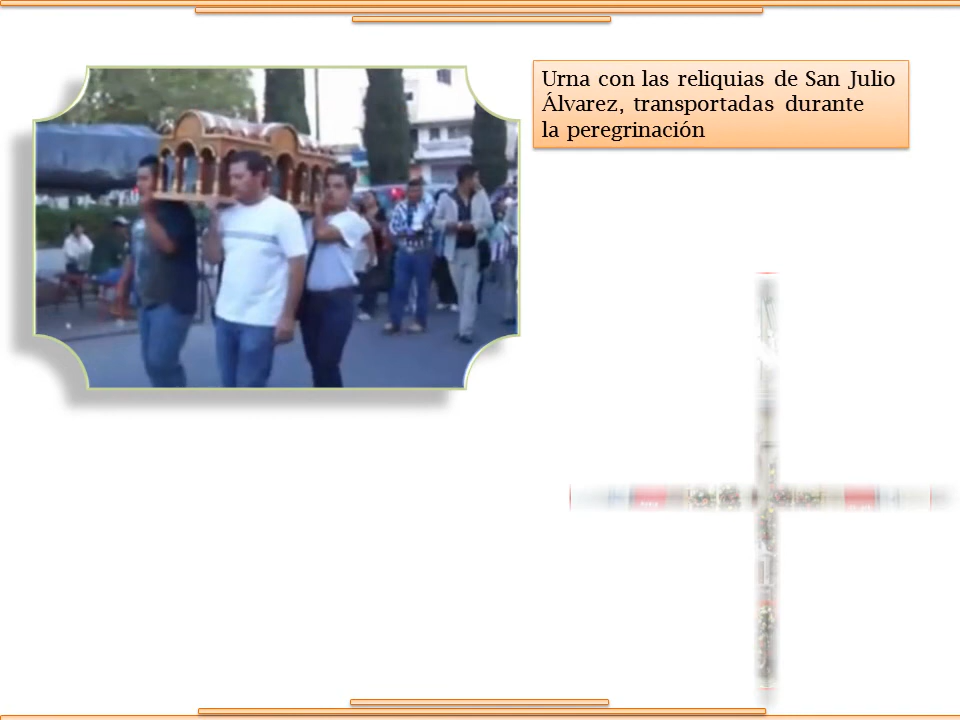 Urna con las reliquias de San Julio
Álvarez, transportadas durante
la peregrinación